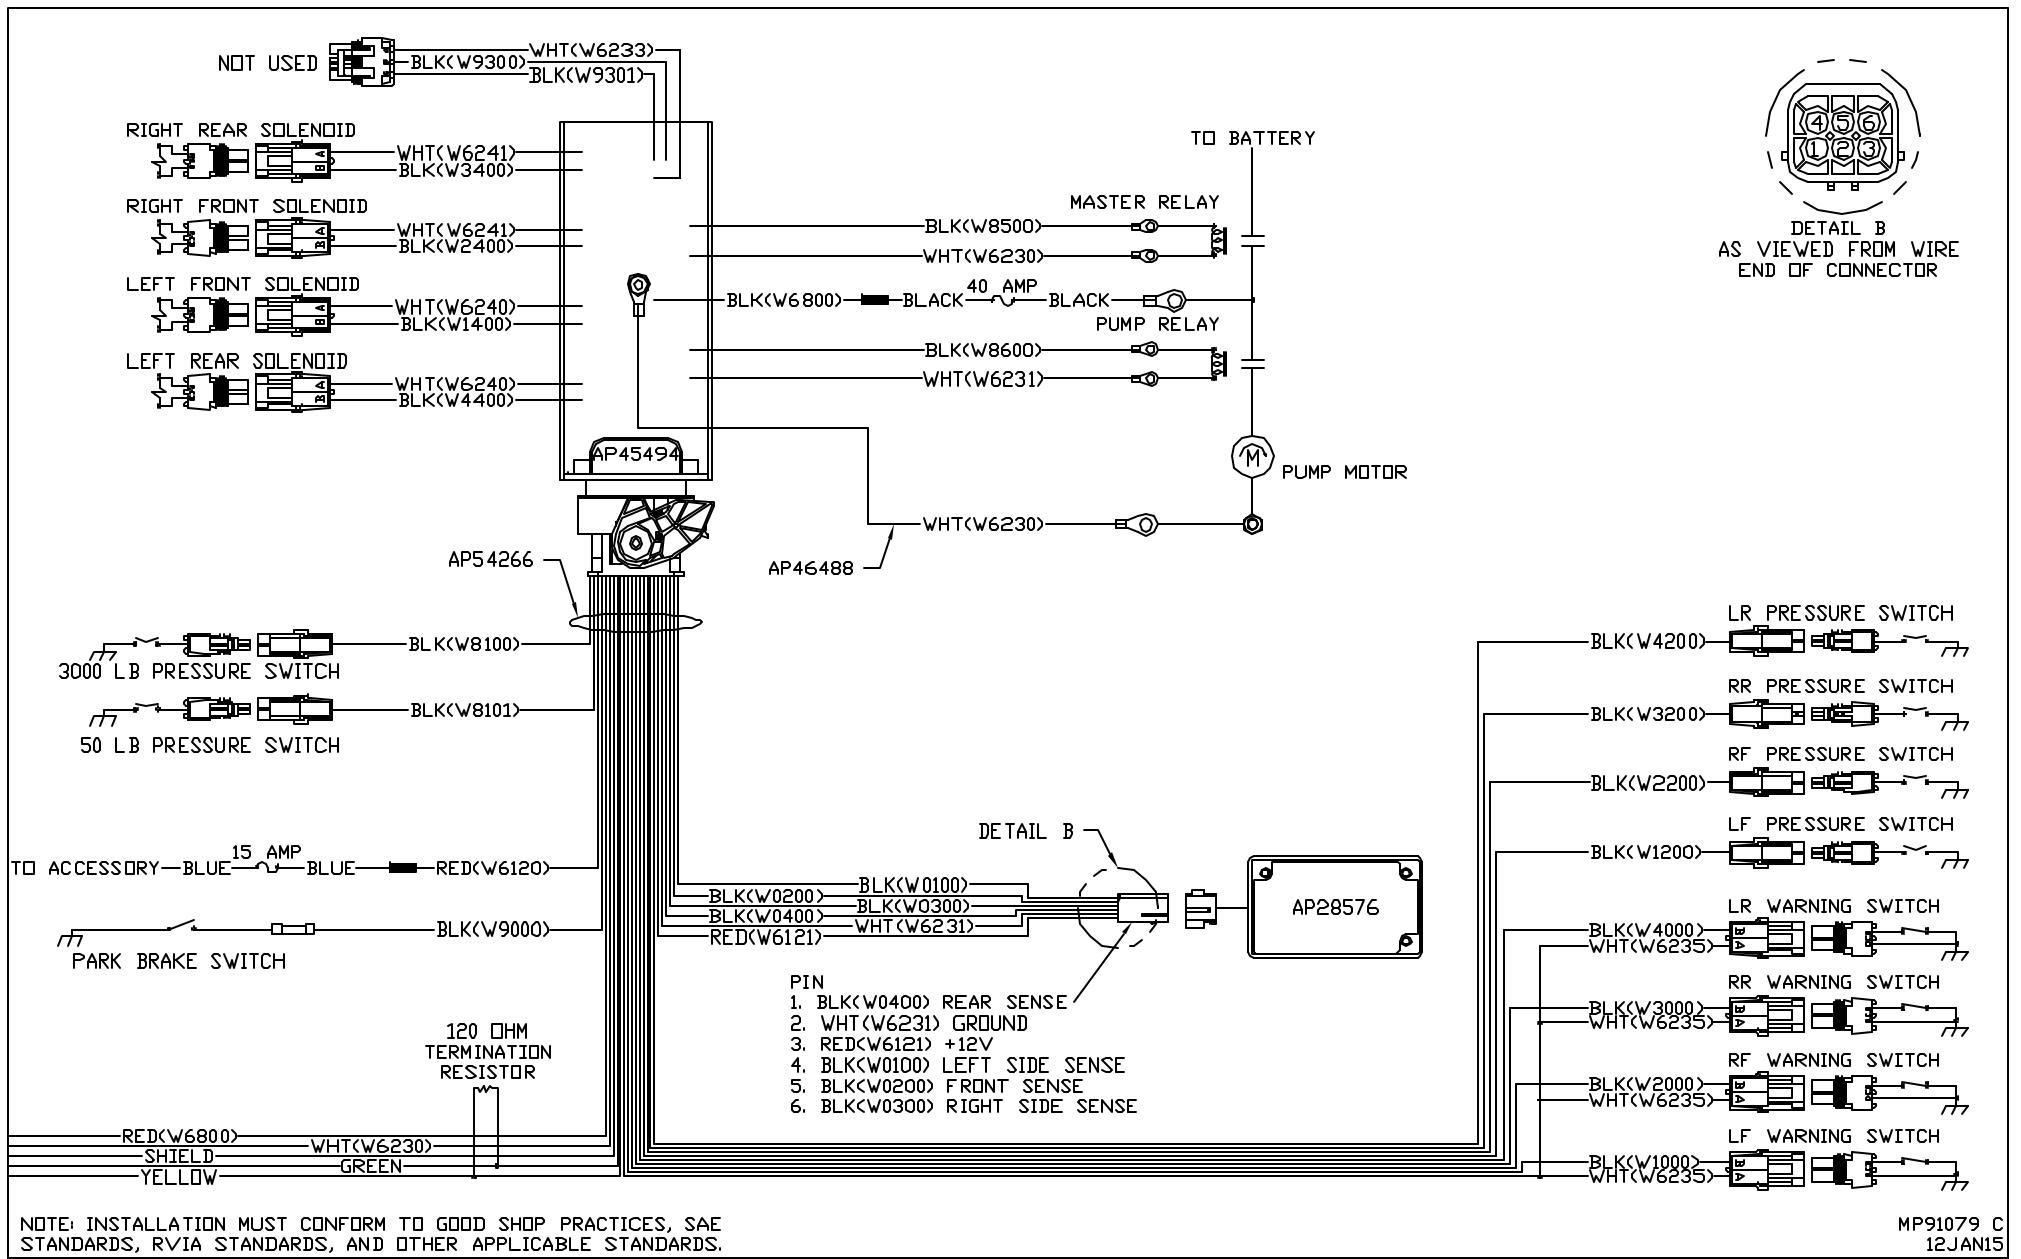 NOT USED
WHT(W6233)
BLK(W9300)
BLK(W9301)
RIGHT REAR SOLENOID
A
B
WHT(W6241)
BLK(W3400)
RIGHT FRONT SOLENOID
A
B
WHT(W6241)
BLK(W2400)
LEFT FRONT SOLENOID
A
B
WHT(W6240)
BLK(W1400)
LEFT REAR SOLENOID
A
B
WHT(W6240)
BLK(W4400)
AP45494
TO BATTERY
MASTER RELAY
BLK(W8500)
WHT(W6230)
BLK(W6800)
BLACK
40 AMP
BLACK
PUMP RELAY
BLK(W8600)
WHT(W6231)
M
PUMP MOTOR
WHT(W6230)
AP46488
AP54266
4 5 6
1 2 3
DETAIL B
AS VIEWED FROM WIRE
END OF CONNECTOR
BLK(W8100)
3000 LB PRESSURE SWITCH
BLK(W8101)
50 LB PRESSURE SWITCH
TO ACCESSORY
BLUE
15 AMP
BLUE
RED(W6120)
BLK(W9000)
PARK BRAKE SWITCH
DETAIL B
BLK(W0100)
BLK(W0200)
BLK(W0300)
BLK(W0400)
WHT(W6231)
RED(W6121)
AP28576
PIN
1. BLK(W0400) REAR SENSE
2. WHT(W6231) GROUND
3. RED(W6121) +12V
4. BLK(W0100) LEFT SIDE SENSE
5. BLK(W0200) FRONT SENSE
6. BLK(W0300) RIGHT SIDE SENSE
LR PRESSURE SWITCH
BLK(W4200)
RR PRESSURE SWITCH
BLK(W3200)
RF PRESSURE SWITCH
BLK(W2200)
LF PRESSURE SWITCH
BLK(W1200)
LR WARNING SWITCH
BLK(W4000)
WHT(W6235)
B
A
RR WARNING SWITCH
BLK(W3000)
WHT(W6235)
B
A
RF WARNING SWITCH
BLK(W2000)
WHT(W6235)
B
A
LF WARNING SWITCH
BLK(W1000)
WHT(W6235)
B
A
120 OHM
TERMINATION
RESISTOR
RED(W6800)
WHT(W6230)
SHIELD
GREEN
YELLOW
NOTE: INSTALLATION MUST CONFORM TO GOOD SHOP PRACTICES, SAE
STANDARDS, RVIA STANDARDS, AND OTHER APPLICABLE STANDARDS.
MP91079 C
12JAN15